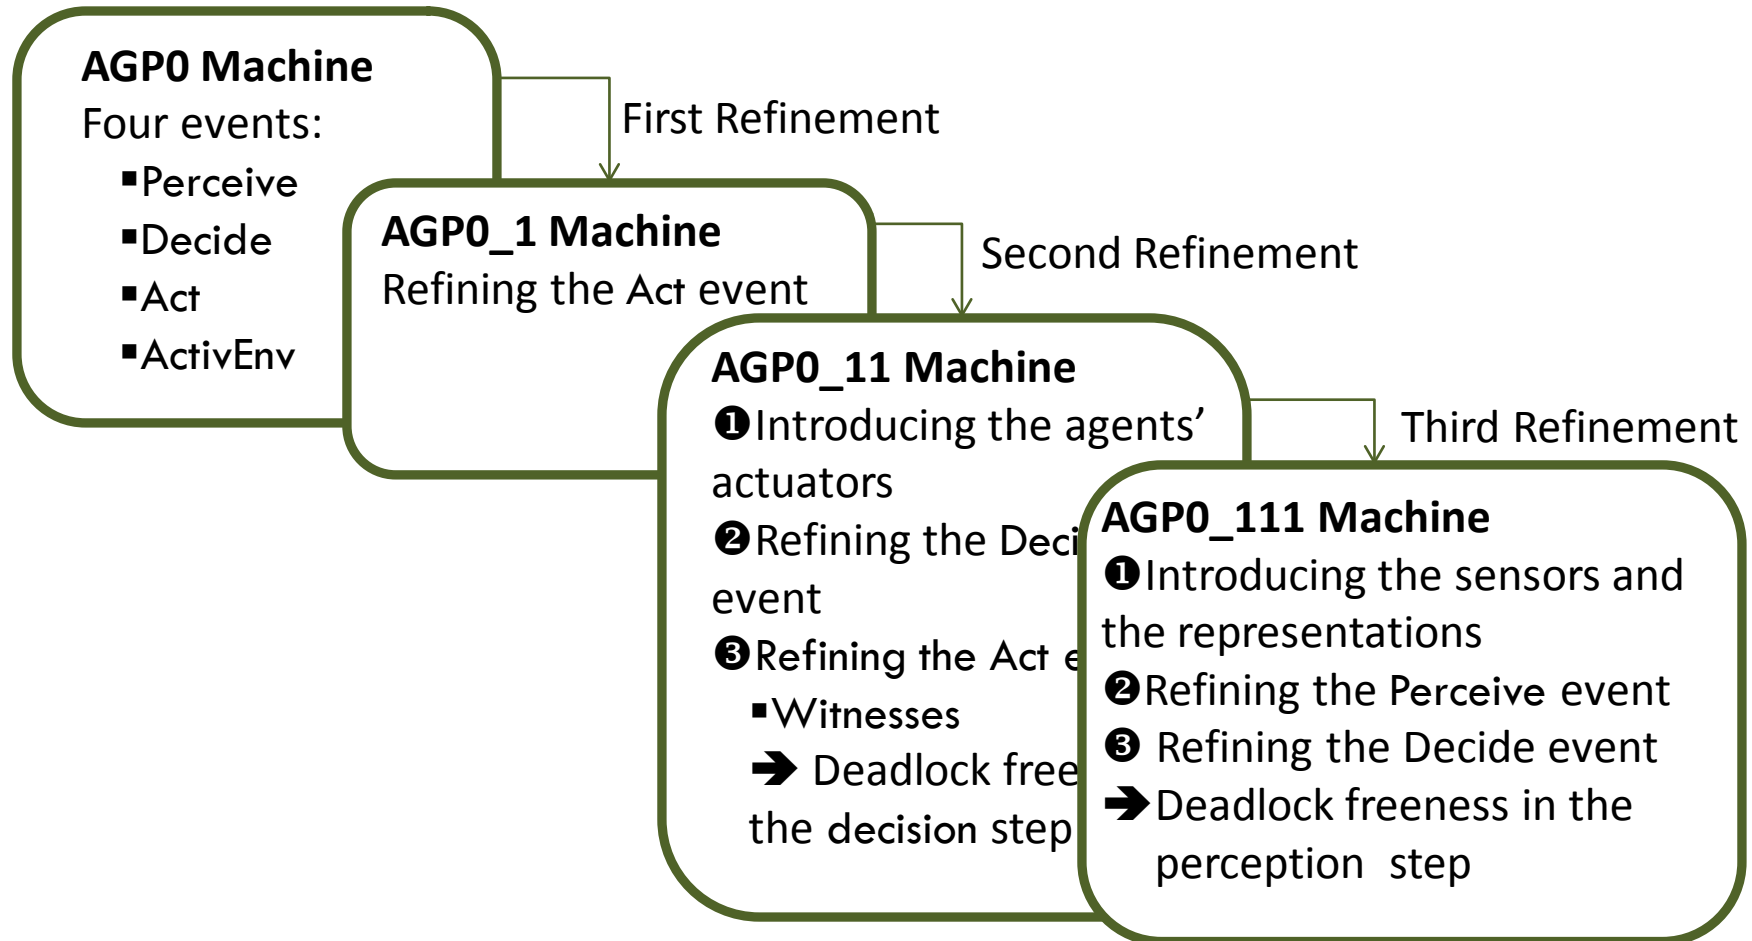 AGP0 Machine
Four events:
▪Perceive
▪Decide
▪Act
▪ActivEnv
First Refinement
AGP0_1 Machine
Refining the Act event
Second Refinement
AGP0_11 Machine
❶Introducing the agents’
actuators
❷Refining the
event
❸Refining the Act
▪Witnesses
➔ Deadlock
the decision step
Third Refinement
AGP0_111 Machine
❶Introducing the sensors and
the representations
❷Refining the Perceive event
❸ Refining the Decide event
➔Deadlock freeness in the
perception step